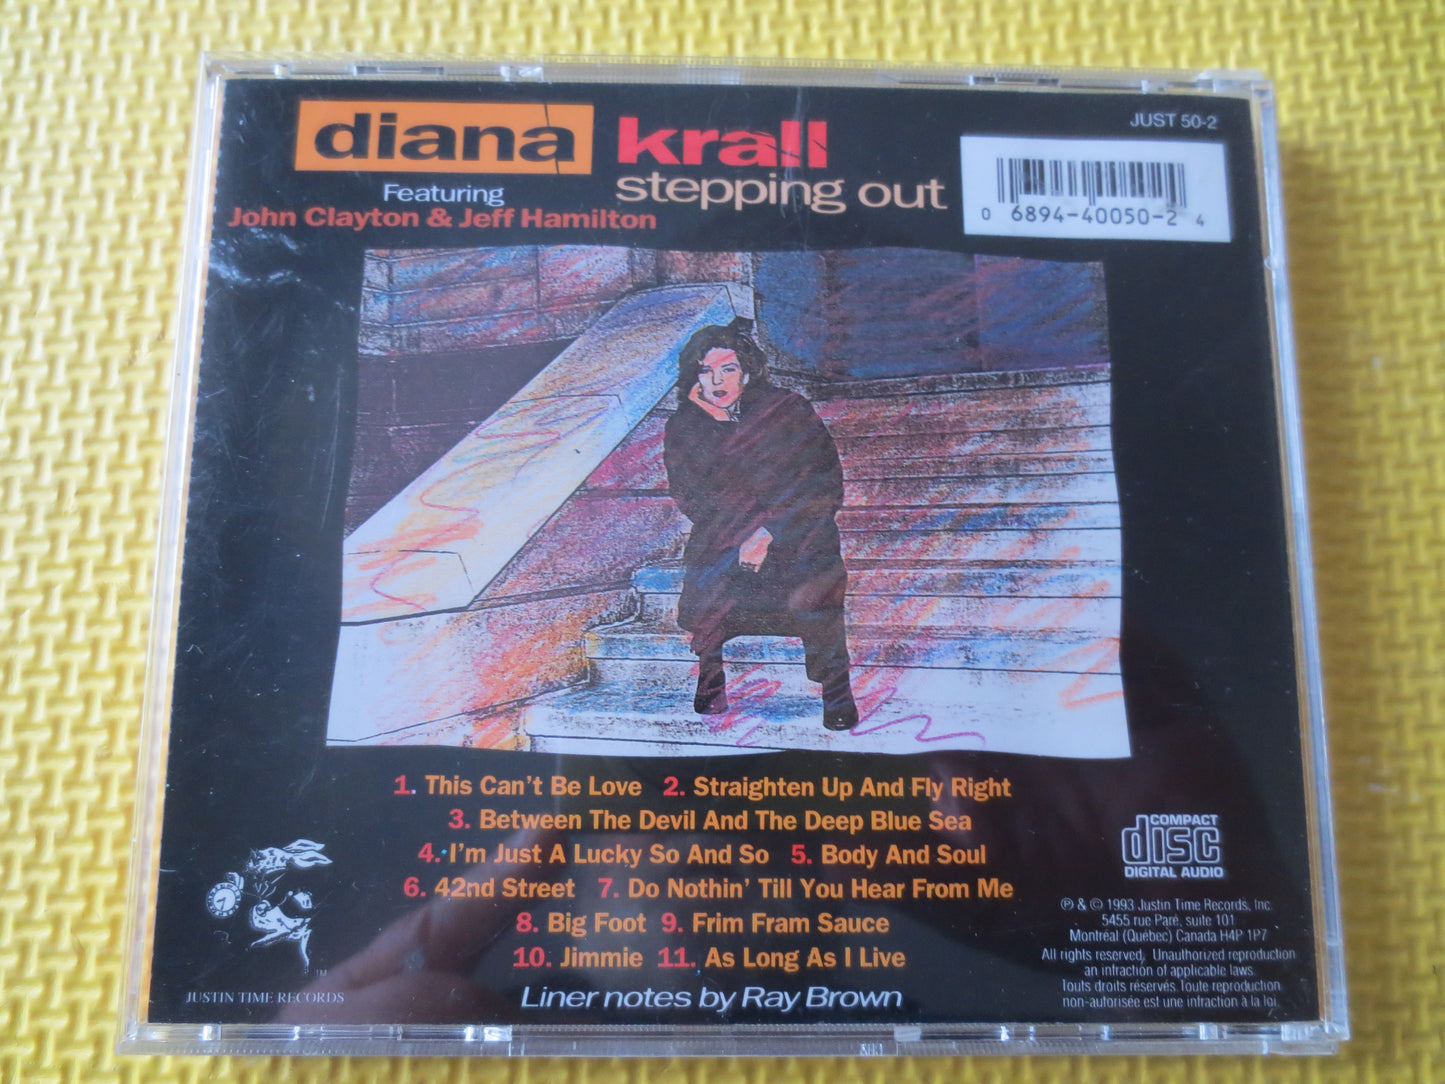 diana krall
JUST 50-2
stepping out
Featuring
John Clayton & Jeff Hamilton
0 6894-40050-2 4
1. This Can't Be Love 2. Straighten Up And Fly Right
3. Between The Devil And The Deep Blue Sea
4. I'm Just A Lucky So And So 5. Body And Soul
6. 42nd Street 7. Do Nothin' Till You Hear From Me
8. Big Foot 9. Frim Fram Sauce
10. Jimmie 11. As Long As I Live
Liner notes by Ray Brown
JUSTIN TIME RECORDS
TM
COMPACT
disc
DIGITAL AUDIO
℗ & © 1993 Justin Time Records, Inc.
5455 rue Paré, suite 101
Montréal (Québec) Canada H4P 1P7
All rights reserved. Unauthorized reproduction
an infraction of applicable laws.
Touts droits réservés. Toute reproduction
non-autorisée est une infraction à la loi.